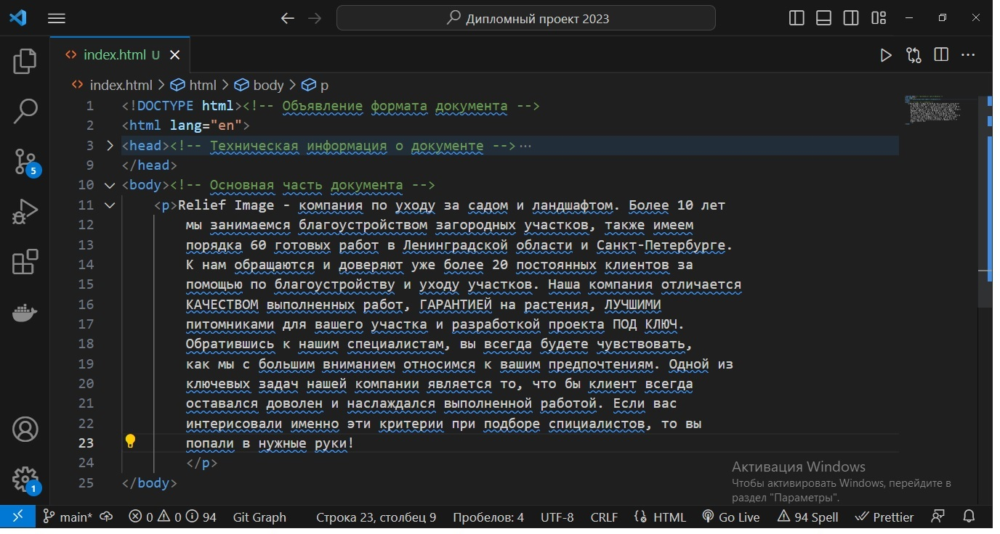 Дипломный проект 2023
index.html U
index.html > html > body > p
1 <!DOCTYPE html><!-- Объявление формата документа -->
2 <html lang="en">
3 <head><!-- Техническая информация о документе -->···
9 </head>
10 <body><!-- Основная часть документа -->
11 <p>Relief Image - компания по уходу за садом и ландшафтом. Более 10 лет
12 мы занимаемся благоустройством загородных участков, также имеем
13 порядка 60 готовых работ в Ленинградской области и Санкт-Петербурге.
14 К нам обращаются и доверяют уже более 20 постоянных клиентов за
15 помощью по благоустройству и уходу участков. Наша компания отличается
16 КАЧЕСТВОМ выполненных работ, ГАРАНТИЕЙ на растения, ЛУЧШИМИ
17 питомниками для вашего участка и разработкой проекта ПОД КЛЮЧ.
18 Обратившись к нашим специалистам, вы всегда будете чувствовать,
19 как мы с большим вниманием относимся к вашим предпочтениям. Одной из
20 ключевых задач нашей компании является то, что бы клиент всегда
21 оставался доволен и наслаждался выполненной работой. Если вас
22 интерисовали именно эти критерии при подборе спициалистов, то вы
23 попали в нужные руки!
24 </p>
25 </body>
5
1
Активация Windows
Чтобы активировать Windows, перейдите в
раздел "Параметры".
main* 0 0 94 Git Graph Строка 23, столбец 9 Пробелов: 4 UTF-8 CRLF HTML Go Live 94 Spell Prettier